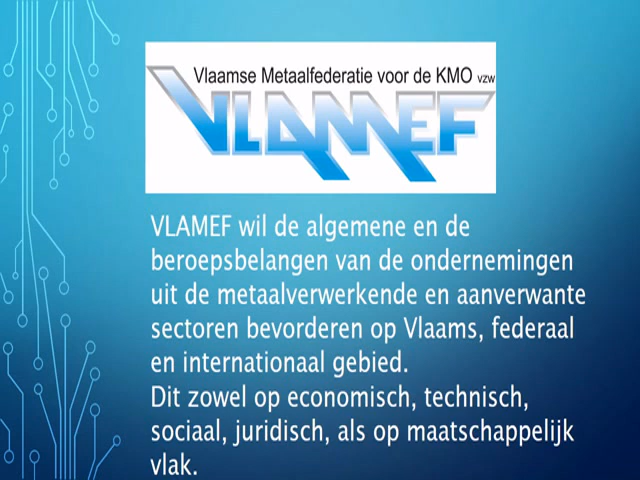 Vlaamse Metaalfederatie voor de KMO vzw
VLAMEF
VLAMEF wil de algemene en de
beroepsbelangen van de ondernemingen
uit de metaalverwerkende en aanverwante
sectoren bevorderen op Vlaams, federaal
en internationaal gebied.
Dit zowel op economisch, technisch,
sociaal, juridisch, als op maatschappelijk
vlak.